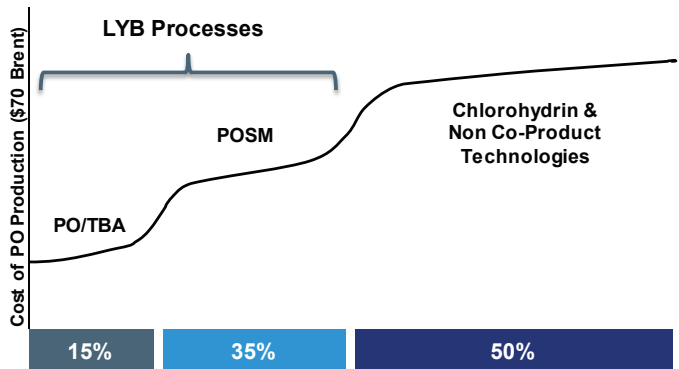 LYB Processes
Cost of PO Production ($70 Brent)
Chlorohydrin &
Non Co-Product
Technologies
POSM
PO/TBA
15%
35%
50%